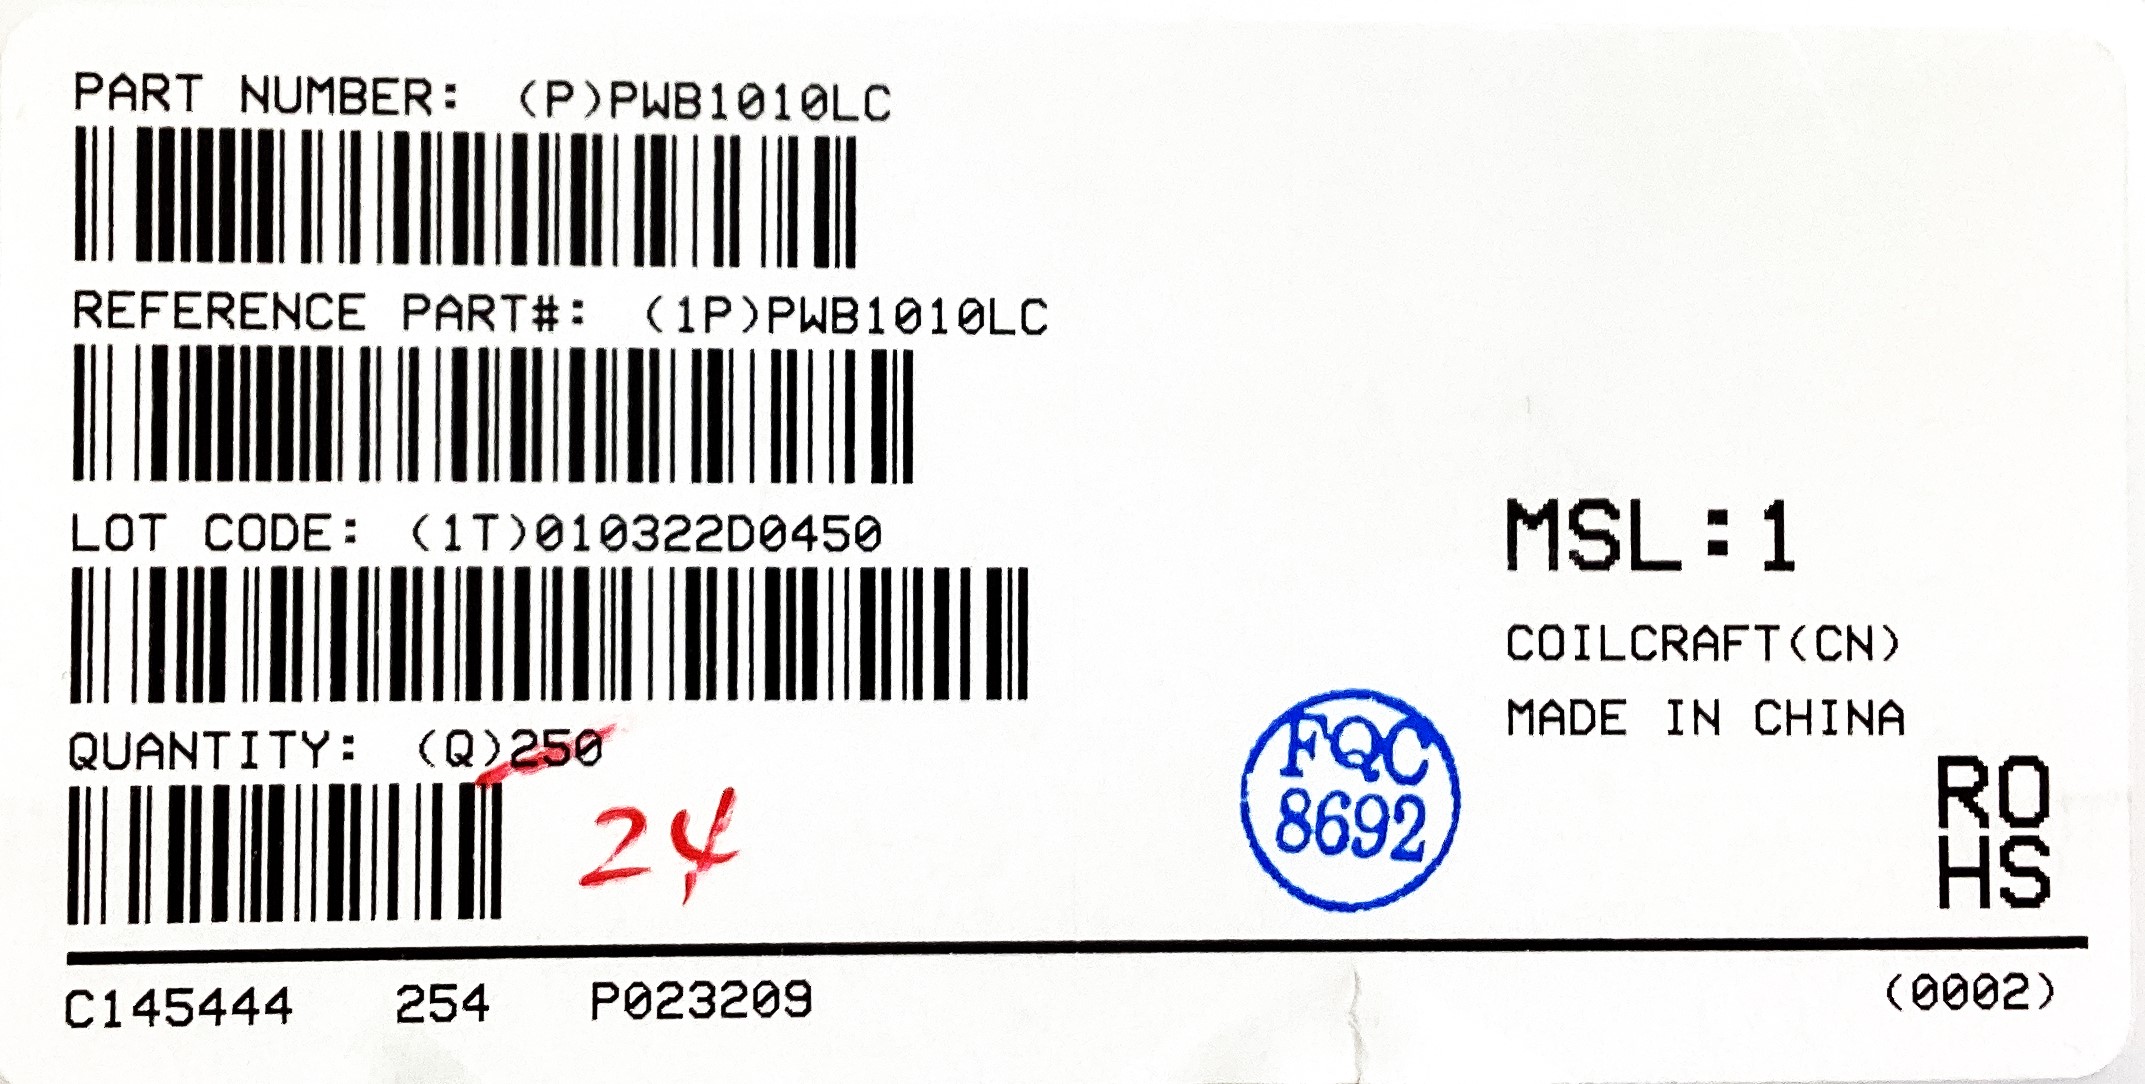 PART NUMBER: (P)PWB1010LC
REFERENCE PART#: (1P)PWB1010LC
LOT CODE: (1T)010322D0450
QUANTITY: (Q)250
24
MSL:1
COILCRAFT(CN)
MADE IN CHINA
FQC
8692
RO
HS
C145444 254 P023209 (0002)